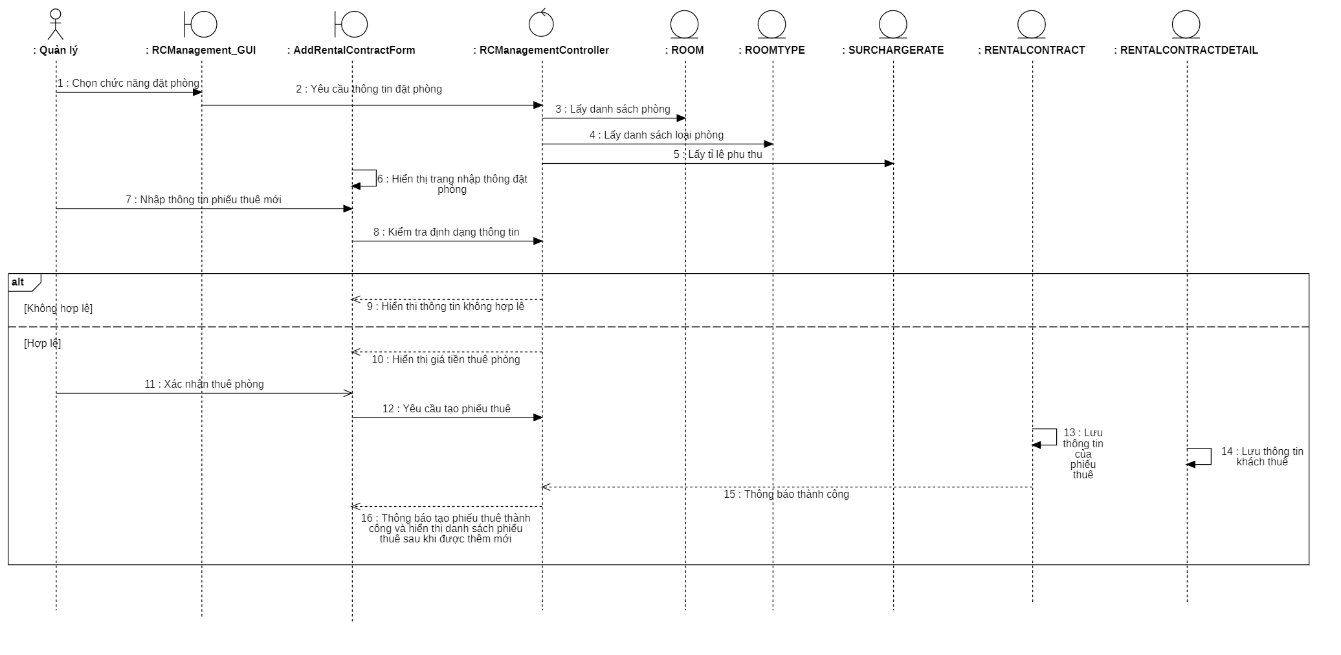 : Quản lý
: RCManagement_GUI
: AddRentalContractForm
: RCManagementController
: ROOM
: ROOMTYPE
: SURCHARGERATE
: RENTALCONTRACT
: RENTALCONTRACTDETAIL
1 : Chọn chức năng đặt phòng
2 : Yêu cầu thông tin đặt phòng
3 : Lấy danh sách phòng
4 : Lấy danh sách loại phòng
5 : Lấy tỉ lệ phụ thu
6 : Hiển thị trang nhập thông đặt
phòng
7 : Nhập thông tin phiếu thuê mới
8 : Kiểm tra định dạng thông tin
alt
9 : Hiển thị thông tin không hợp lệ
[Không hợp lệ]
[Hợp lệ]
10 : Hiển thị giá tiền thuê phòng
11 : Xác nhận thuê phòng
12 : Yêu cầu tạo phiếu thuê
13 : Lưu
thông tin
của
phiếu
thuê
14 : Lưu thông tin
khách thuê
15 : Thông báo thành công
16 : Thông báo tạo phiếu thuê thành
công và hiển thị danh sách phiếu
thuê sau khi được thêm mới